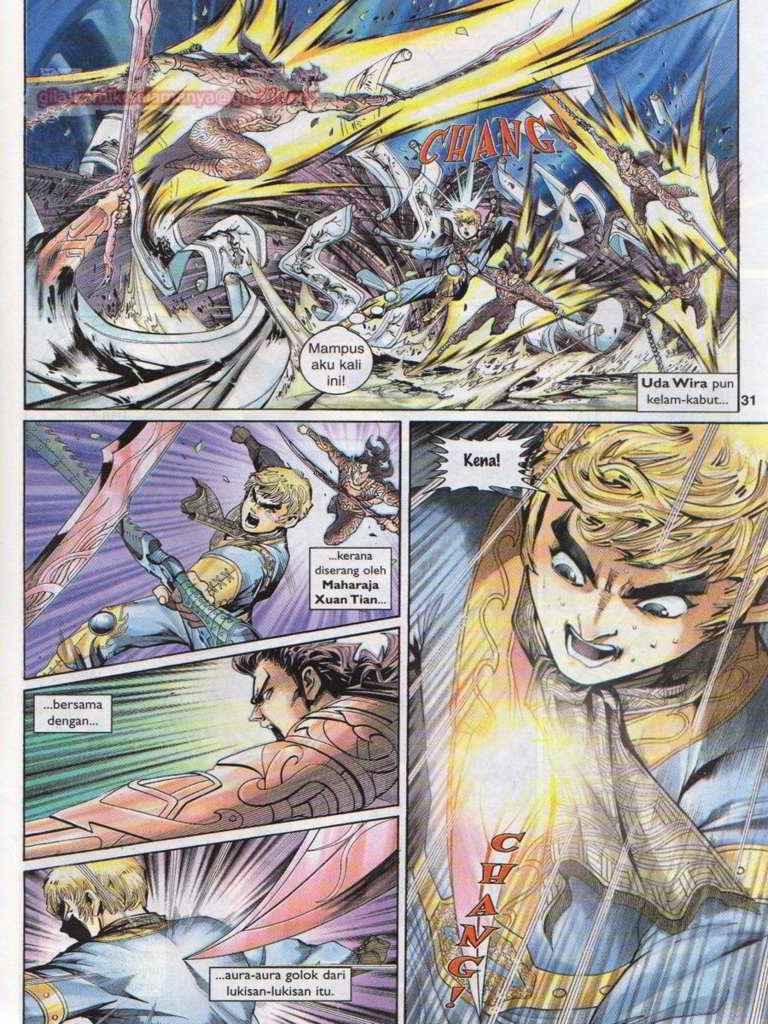 CHANG!
Mampus
aku kali
ini!
Uda Wira pun
kelam-kabut...
31
...kerana
diserang oleh
Maharaja
Xuan Tian...
Kena!
...bersama
dengan...
CHANG!
...aura-aura golok dari
lukisan-lukisan itu.